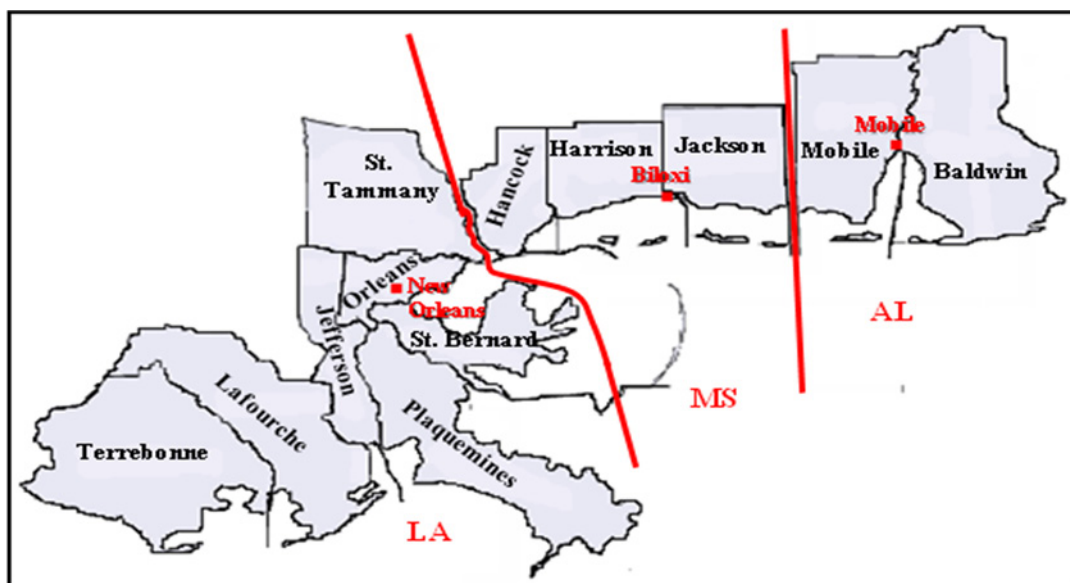 St.
Tammany
Hancock
Harrison
Biloxi
Jackson
Mobile
Mobile
Baldwin
Orleans
New
Orleans
Jefferson
St. Bernard
AL
MS
Lafourche
Terrebonne
Plaquemines
LA